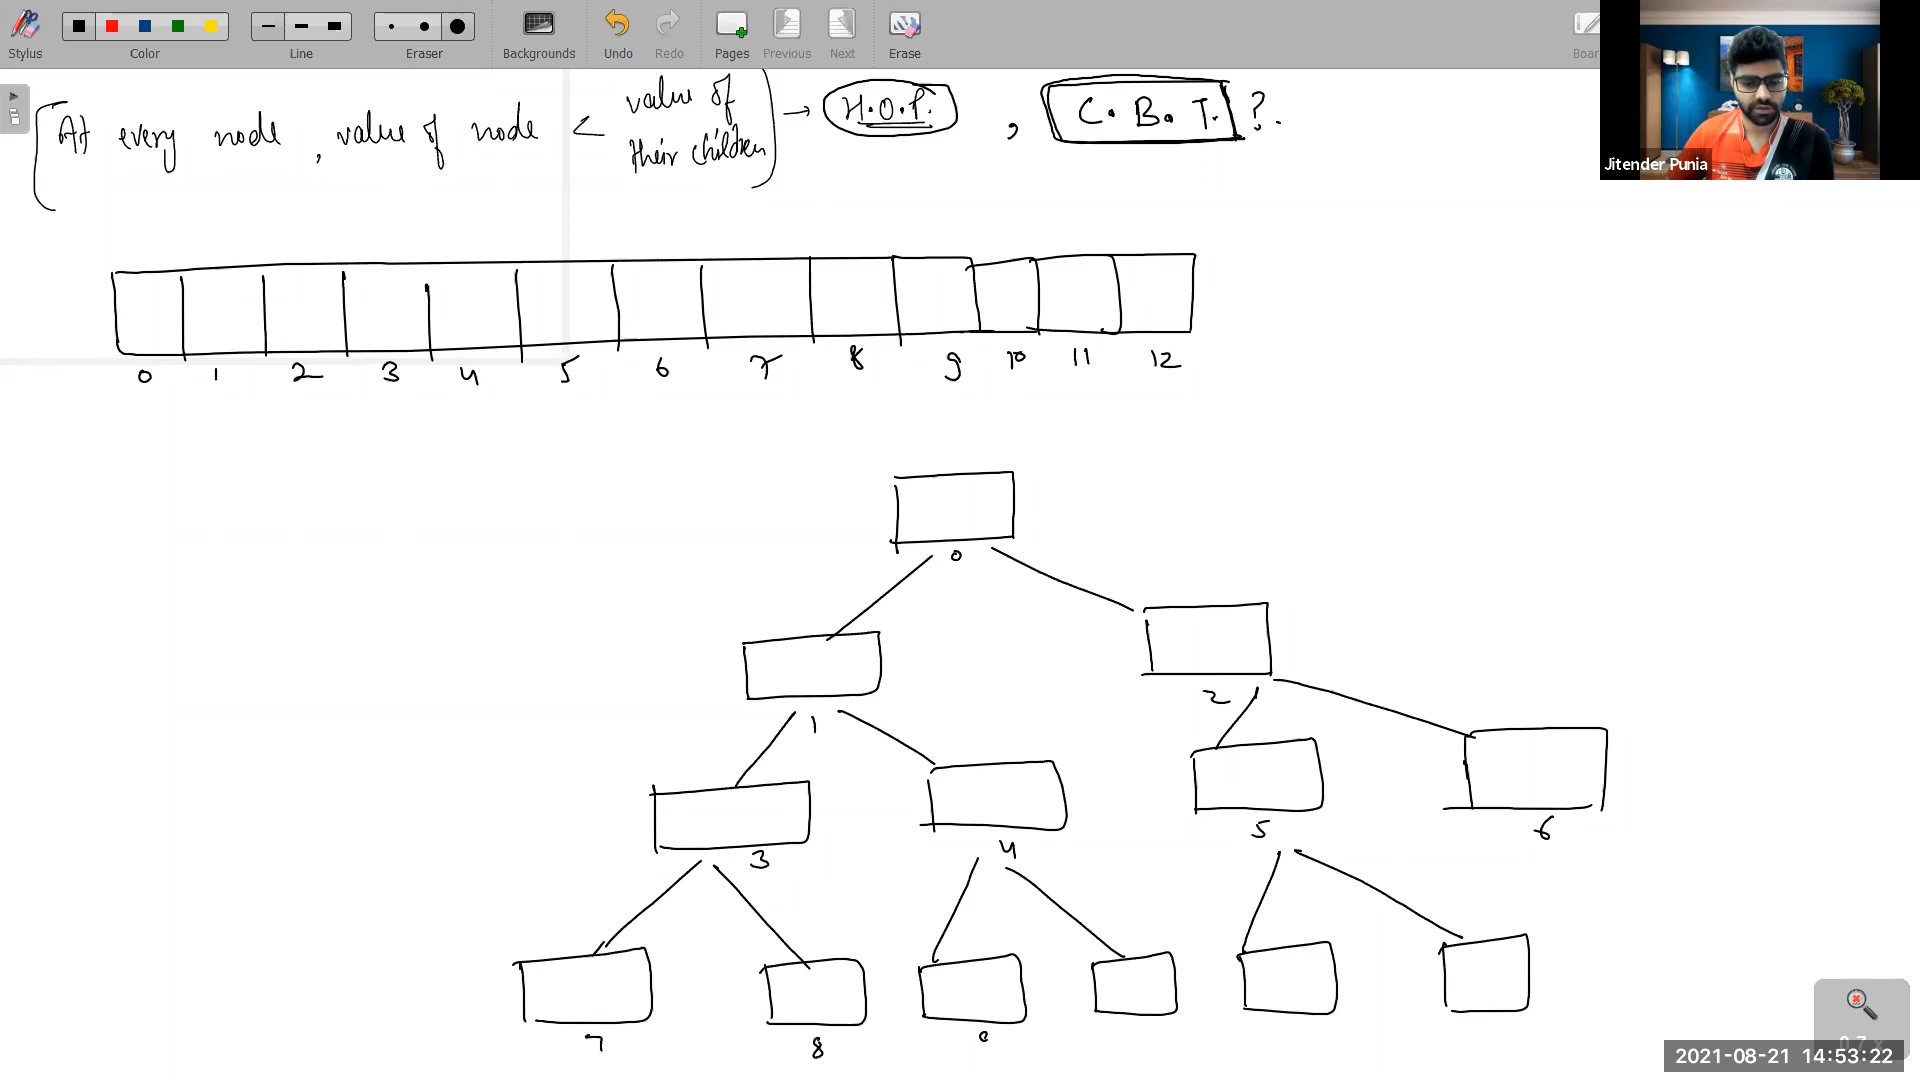 Stylus
Color
Line
Eraser
Backgrounds
Undo
Redo
Pages
Previous
Next
Erase
Boar
Jitender Punia
At every node, value of node < value of their children → H.O.P. , C. B. T. ?.
0 1 2 3 4 5 6 7 8 9 10 11 12
0
1
2
3
4
5
6
7
8
2021-08-21 14:53:22